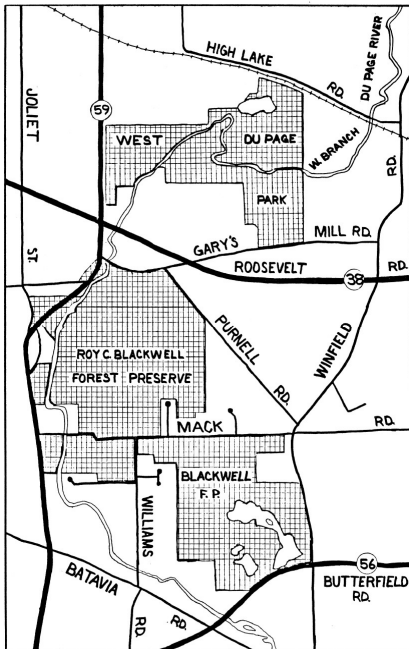 HIGH LAKE RD.
DU PAGE RIVER
W. BRANCH
JOLIET ST.
59
WEST DU PAGE PARK
RD.
GARY'S MILL RD.
ROOSEVELT RD.
38
PURNELL RD.
WINFIELD
ROY C. BLACKWELL
FOREST PRESERVE
MACK RD.
BLACKWELL
F.P.
WILLIAMS RD.
BATAVIA RD.
56
BUTTERFIELD
RD.